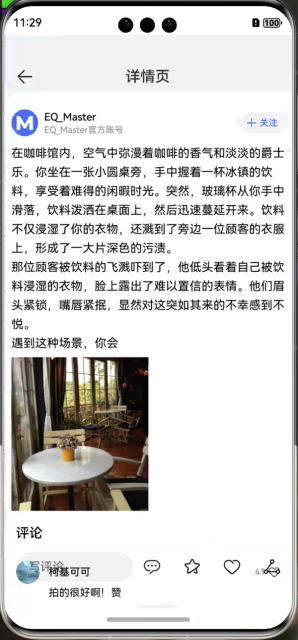 11:29
100
详情页
EQ_Master
EQ_Master官方账号
+ 关注
在咖啡馆内，空气中弥漫着咖啡的香气和淡淡的爵士
乐。你坐在一张小圆桌旁，手中握着一杯冰镇的饮
料，享受着难得的闲暇时光。突然，玻璃杯从你手中
滑落，饮料泼洒在桌面上，然后迅速蔓延开来。饮料
不仅浸湿了你的衣物，还溅到了旁边一位顾客的衣服
上，形成了一大片深色的污渍。
那位顾客被饮料的飞溅吓到了，他低头看着自己被饮
料浸湿的衣物，脸上露出了难以置信的表情。他们眉
头紧锁，嘴唇紧抿，显然对这突如其来的不幸感到不
悦。
遇到这种场景，你会
评论
写评论
柯基可可
拍的很好啊！赞